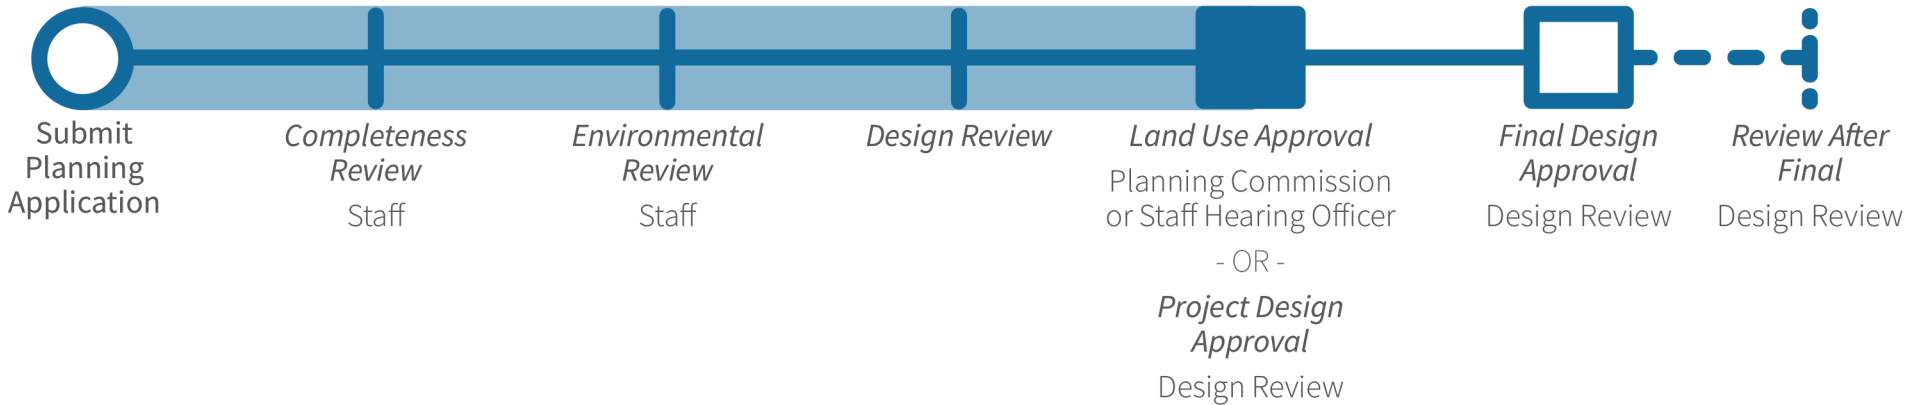 Submit
Planning
Application
Completeness
Review
Staff
Environmental
Review
Staff
Design Review
Land Use Approval
Planning Commission
or Staff Hearing Officer
- OR -
Project Design
Approval
Design Review
Final Design
Approval
Design Review
Review After
Final
Design Review